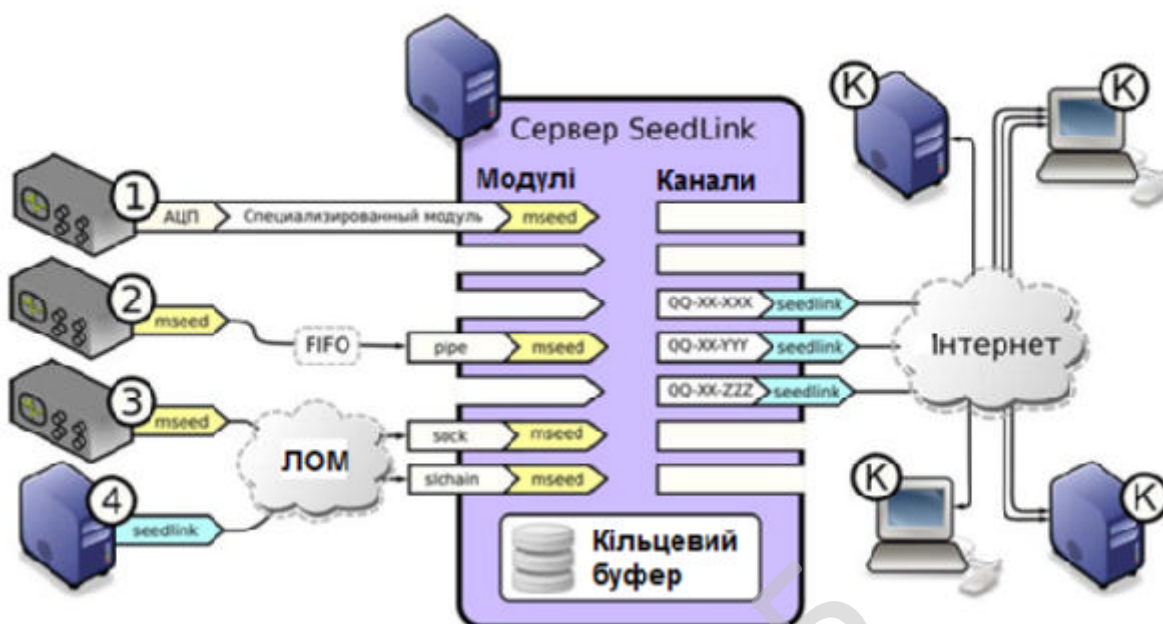 Сервер SeedLink
Модулі
Канали
1
АЦП
Специализированный модуль
mseed
2
mseed
FIFO
pipe
mseed
3
mseed
ЛОМ
sock
mseed
slchain
mseed
4
seedlink
QQ-XX-XXX
seedlink
QQ-XX-YYY
seedlink
QQ-XX-ZZZ
seedlink
Кільцевий
буфер
Інтернет
K
K
K
K